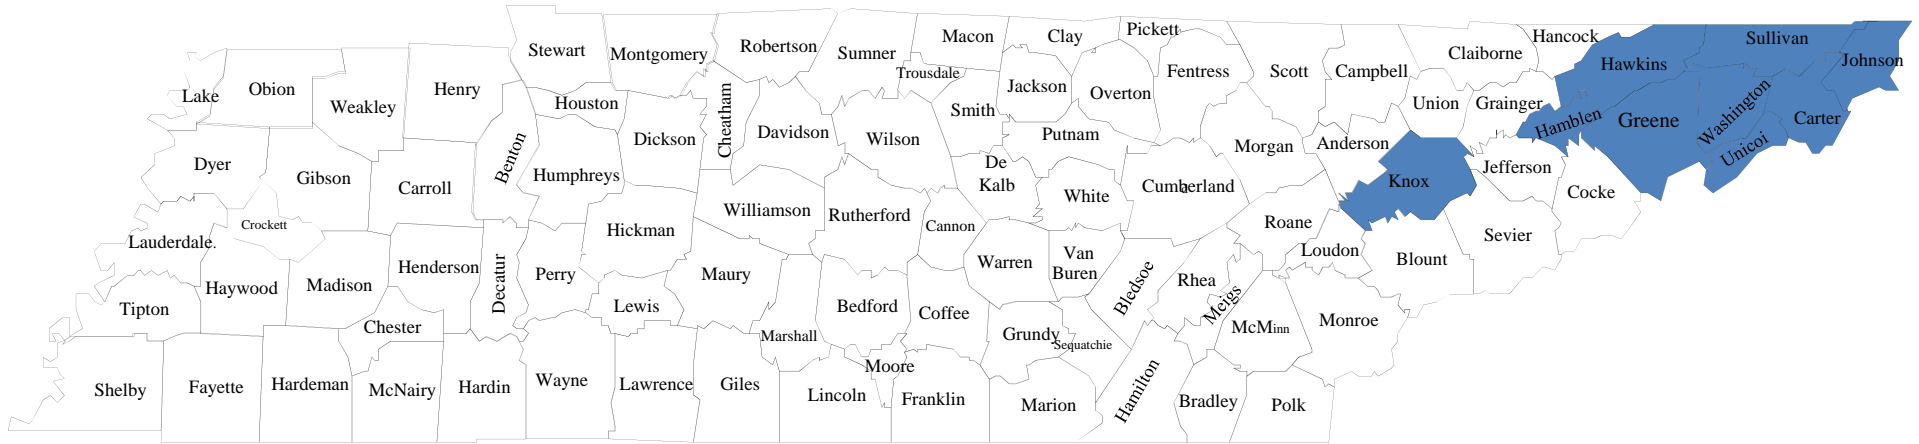 Stewart
Montgomery
Robertson
Sumner
Macon
Trousdale
Clay
Pickett
Fentress
Scott
Campbell
Claiborne
Hancock
Hawkins
Sullivan
Johnson
Lake
Obion
Weakley
Henry
Houston
Dickson
Cheatham
Davidson
Wilson
Smith
Jackson
Overton
Putnam
Morgan
Anderson
Union
Grainger
Hamblen
Greene
Washington
Unicoi
Carter
Dyer
Gibson
Carroll
Benton
Humphreys
Williamson
Rutherford
Cannon
De
Kalb
White
Cumberland
Roane
Knox
Jefferson
Cocke
Sevier
Lauderdale.
Crockett
Haywood
Madison
Henderson
Decatur
Perry
Hickman
Lewis
Maury
Bedford
Coffee
Warren
Van
Buren
Bledsoe
Rhea
Meigs
Loudon
Blount
Tipton
Chester
Marshall
Moore
Grundy
Sequatchie
McMinn
Monroe
Shelby
Fayette
Hardeman
McNairy
Hardin
Wayne
Lawrence
Giles
Lincoln
Franklin
Marion
Hamilton
Bradley
Polk